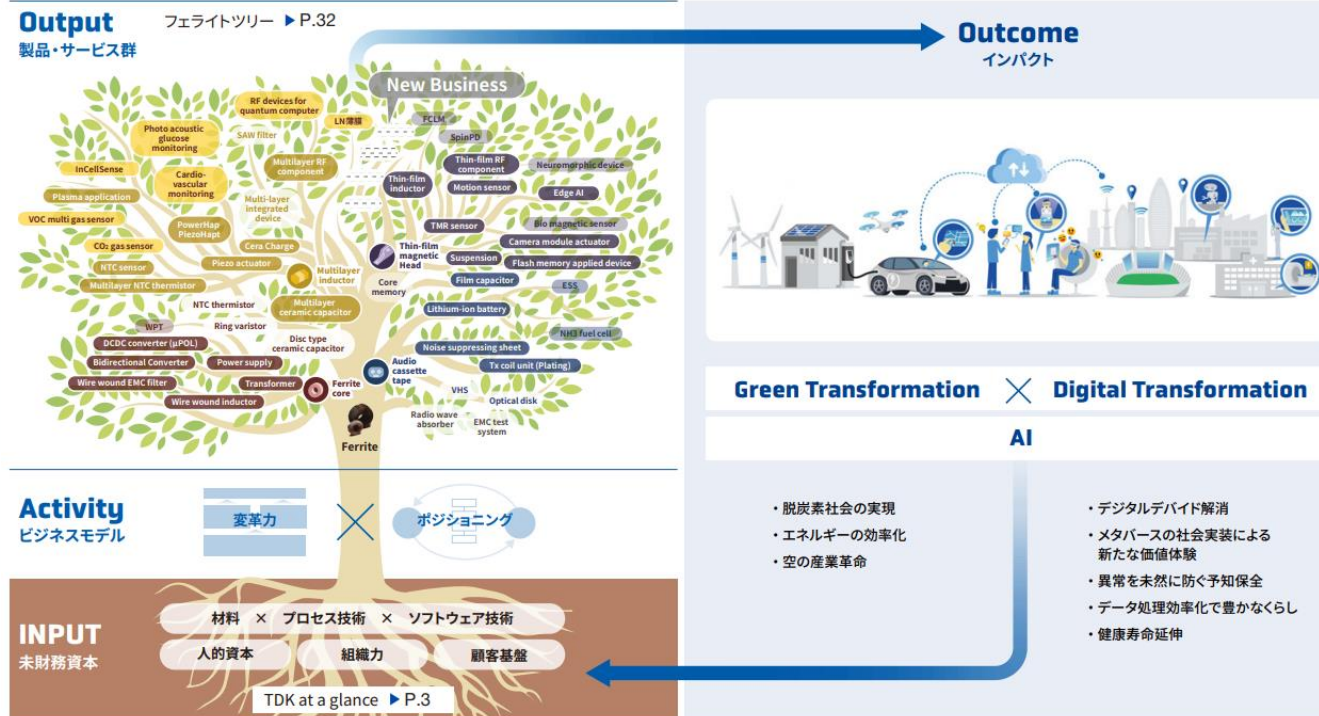 Output
フェライトツリー ▶P.32
製品・サービス群
New Business
RF devices for
quantum computer
LN薄膜
FCLM
Photo acoustic
glucose
monitoring
SAW filter
SpinPD
InCellSense
Cardio-
vascular
monitoring
Multilayer RF
component
Thin-film
inductor
Thin-film RF
component
Neuromorphic device
Plasma application
Multi-layer
integrated
device
Motion sensor
Edge AI
VOC multi gas sensor
PowerHap
PiezoHapt
TMR sensor
Bio magnetic sensor
CO₂ gas sensor
Cera Charge
Thin-film
magnetic
Head
Camera module actuator
NTC sensor
Piezo actuator
Suspension
Flash memory applied device
Multilayer NTC thermistor
Multilayer
inductor
Core
memory
Film capacitor
ESS
NTC thermistor
Multilayer
ceramic capacitor
Lithium-ion battery
WPT
Ring varistor
NH3 fuel cell
DCDC converter (μPOL)
Disc type
ceramic capacitor
Noise suppressing sheet
Bidirectional Converter
Power supply
Audio
cassette
tape
Tx coil unit (Plating)
Wire wound EMC filter
Transformer
Ferrite
core
VHS
Wire wound inductor
Optical disk
Radio wave
absorber
EMC test
system
Ferrite
Activity
ビジネスモデル
変革力
ポジショニング
INPUT
未財務資本
材料 × プロセス技術 × ソフトウェア技術
人的資本
組織力
顧客基盤
TDK at a glance ▶P.3
Outcome
インパクト
Green Transformation × Digital Transformation
AI
・脱炭素社会の実現
・エネルギーの効率化
・空の産業革命
・デジタルデバイド解消
・メタバースの社会実装による
新たな価値体験
・異常を未然に防ぐ予知保全
・データ処理効率化で豊かなくらし
・健康寿命延伸